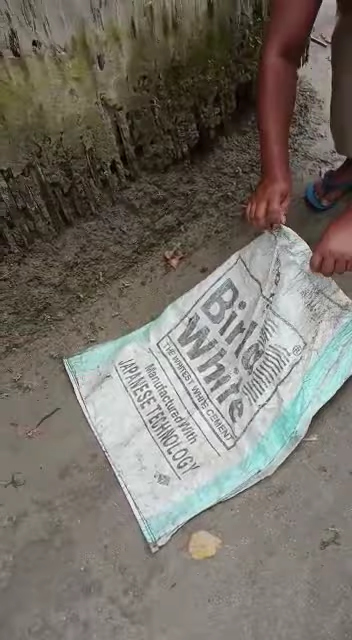 Birla
White ®
THE WHITEST WHITE CEMENT
Manufactured With
JAPANESE TECHNOLOGY